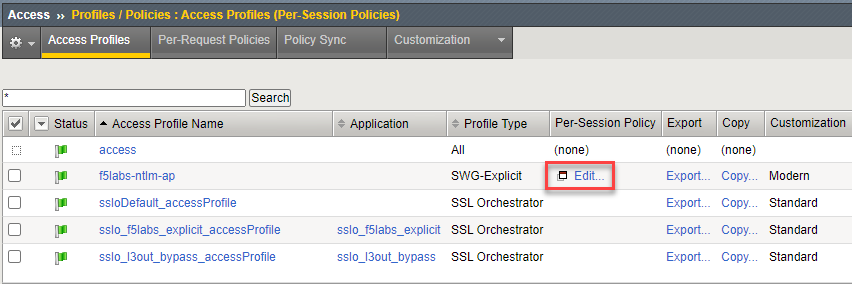 Access ›› Profiles / Policies : Access Profiles (Per-Session Policies)
Access Profiles Per-Request Policies Policy Sync Customization
* Search
Status Access Profile Name Application Profile Type Per-Session Policy Export Copy Customization
access All (none) (none) (none)
f5labs-ntlm-ap SWG-Explicit Edit... Export... Copy... Modern
ssloDefault_accessProfile SSL Orchestrator Export... Copy... Standard
sslo_f5labs_explicit_accessProfile sslo_f5labs_explicit SSL Orchestrator Export... Copy... Standard
sslo_l3out_bypass_accessProfile sslo_l3out_bypass SSL Orchestrator Export... Copy... Standard